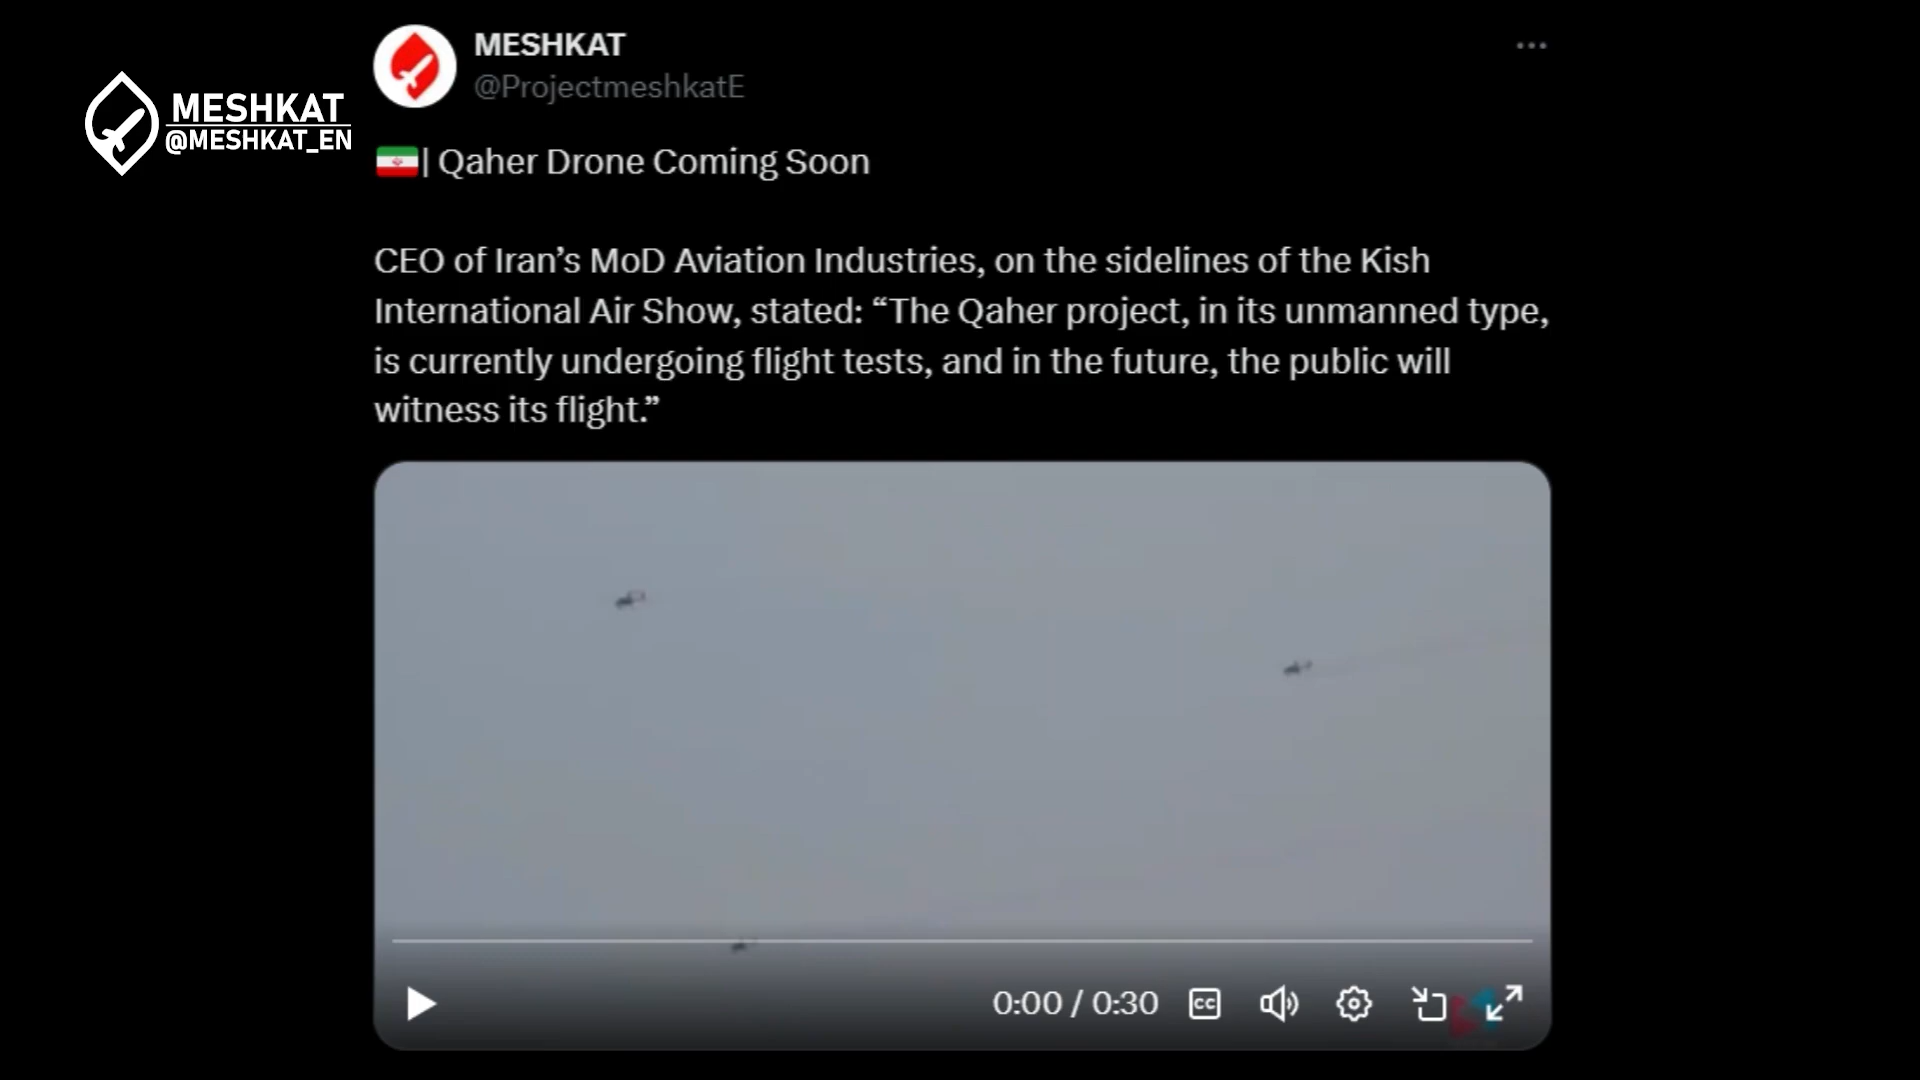 MESHKAT
@ProjectmeshkatE
MESHKAT
@MESHKAT_EN
| Qaher Drone Coming Soon
CEO of Iran’s MoD Aviation Industries, on the sidelines of the Kish
International Air Show, stated: “The Qaher project, in its unmanned type,
is currently undergoing flight tests, and in the future, the public will
witness its flight.”
0:00 / 0:30
CC